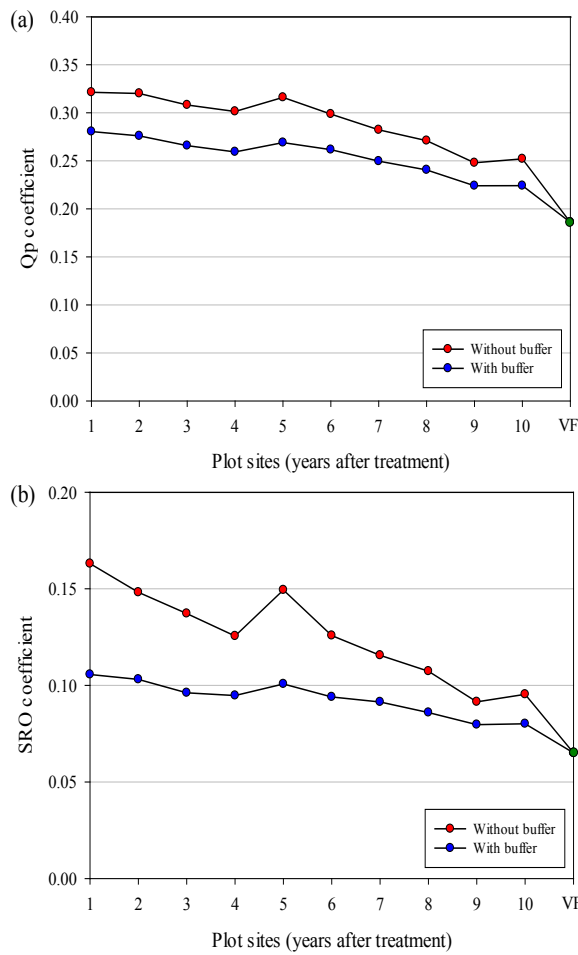 (a)
0.40
0.35
0.30
0.25
0.20
0.15
0.10
0.05
0.00
Qp coefficient
Without buffer
With buffer
1 2 3 4 5 6 7 8 9 10 VF
Plot sites (years after treatment)
(b)
0.20
0.15
0.10
0.05
0.00
SRO coefficient
Without buffer
With buffer
1 2 3 4 5 6 7 8 9 10 VF
Plot sites (years after treatment)